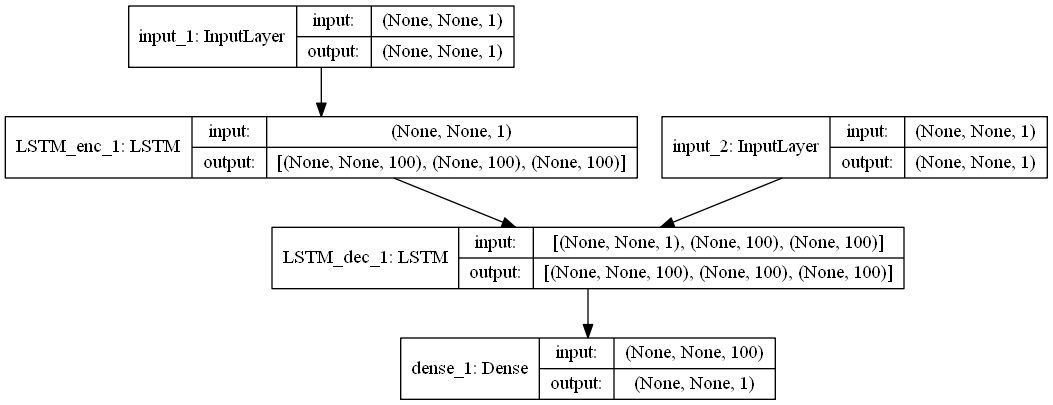 input_1: InputLayer
input: (None, None, 1)
output: (None, None, 1)
LSTM_enc_1: LSTM
input: (None, None, 1)
output: [(None, None, 100), (None, 100), (None, 100)]
input_2: InputLayer
input: (None, None, 1)
output: (None, None, 1)
LSTM_dec_1: LSTM
input: [(None, None, 1), (None, 100), (None, 100)]
output: [(None, None, 100), (None, 100), (None, 100)]
dense_1: Dense
input: (None, None, 100)
output: (None, None, 1)